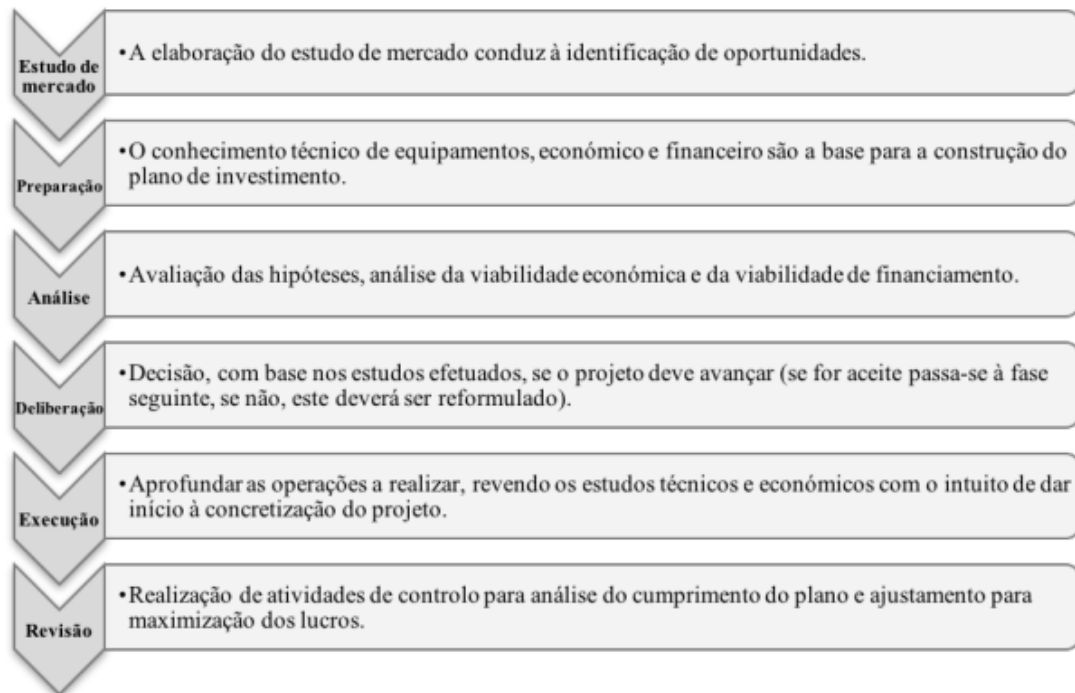 Estudo de
mercado
•A elaboração do estudo de mercado conduz à identificação de oportunidades.
Preparação
•O conhecimento técnico de equipamentos, económico e financeiro são a base para a construção do
plano de investimento.
Análise
•Avaliação das hipóteses, análise da viabilidade económica e da viabilidade de financiamento.
Deliberação
•Decisão, com base nos estudos efetuados, se o projeto deve avançar (se for aceite passa-se à fase
seguinte, se não, este deverá ser reformulado).
Execução
•Aprofundar as operações a realizar, revendo os estudos técnicos e económicos com o intuito de dar
início à concretização do projeto.
Revisão
•Realização de atividades de controlo para análise do cumprimento do plano e ajustamento para
maximização dos lucros.